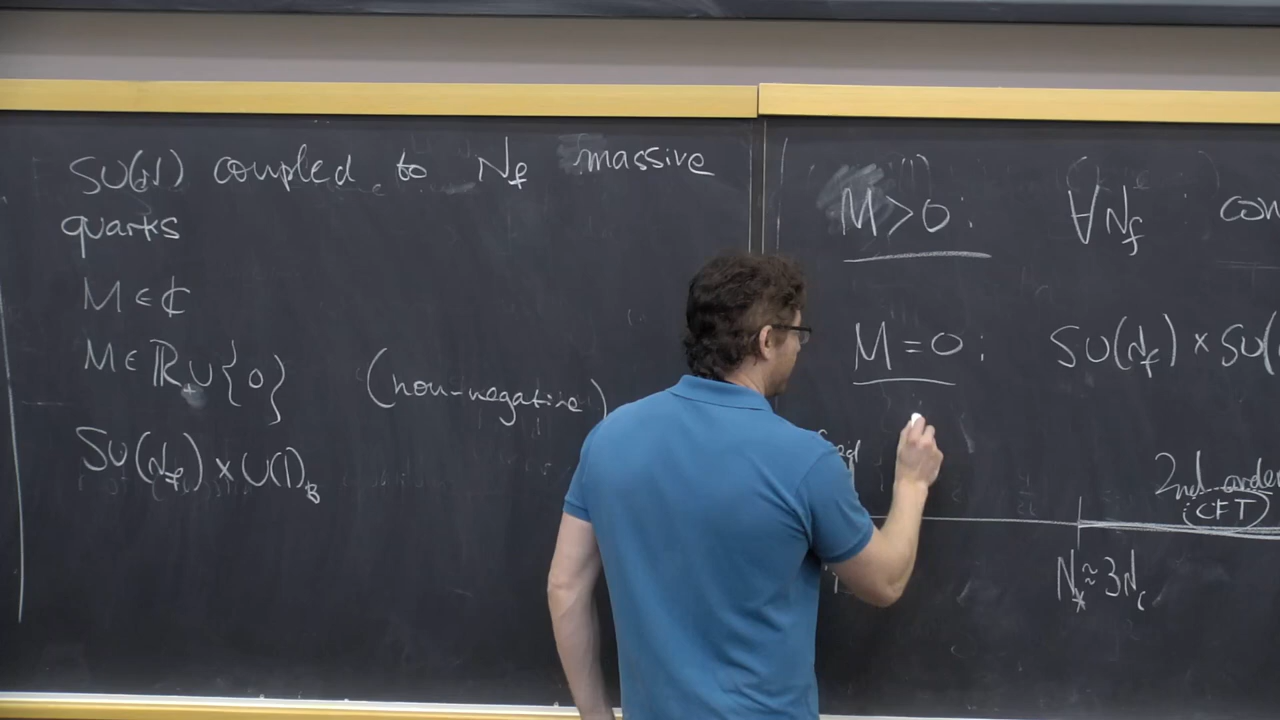 SU(N) coupled to N_f massive
quarks
M ∈ ℂ
M ∈ ℝ₊ ∪ {0} (non-negative)
SU(N_f) × U(1)_B
M > 0 : ∀N_f
M = 0 : SU(N_f) × SU(
2nd order
(CFT)
N_* ≈ 3N_c